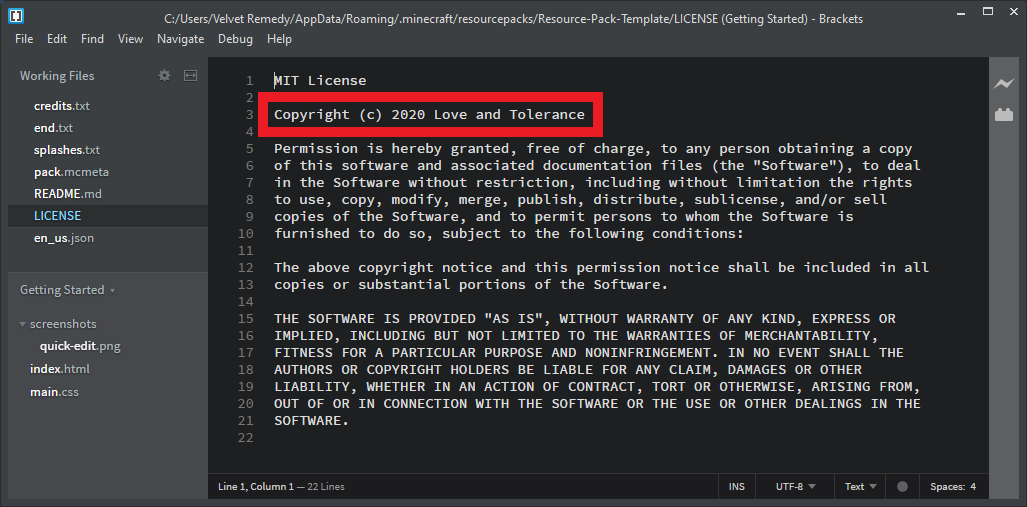 C:/Users/Velvet Remedy/AppData/Roaming/.minecraft/resourcepacks/Resource-Pack-Template/LICENSE (Getting Started) - Brackets
File Edit Find View Navigate Debug Help
Working Files
credits.txt
end.txt
splashes.txt
pack.mcmeta
README.md
LICENSE
en_us.json
Getting Started
screenshots
quick-edit.png
index.html
main.css
1 MIT License
2
3 Copyright (c) 2020 Love and Tolerance
4
5 Permission is hereby granted, free of charge, to any person obtaining a copy
6 of this software and associated documentation files (the "Software"), to deal
7 in the Software without restriction, including without limitation the rights
8 to use, copy, modify, merge, publish, distribute, sublicense, and/or sell
9 copies of the Software, and to permit persons to whom the Software is
10 furnished to do so, subject to the following conditions:
11
12 The above copyright notice and this permission notice shall be included in all
13 copies or substantial portions of the Software.
14
15 THE SOFTWARE IS PROVIDED "AS IS", WITHOUT WARRANTY OF ANY KIND, EXPRESS OR
16 IMPLIED, INCLUDING BUT NOT LIMITED TO THE WARRANTIES OF MERCHANTABILITY,
17 FITNESS FOR A PARTICULAR PURPOSE AND NONINFRINGEMENT. IN NO EVENT SHALL THE
18 AUTHORS OR COPYRIGHT HOLDERS BE LIABLE FOR ANY CLAIM, DAMAGES OR OTHER
19 LIABILITY, WHETHER IN AN ACTION OF CONTRACT, TORT OR OTHERWISE, ARISING FROM,
20 OUT OF OR IN CONNECTION WITH THE SOFTWARE OR THE USE OR OTHER DEALINGS IN THE
21 SOFTWARE.
22
Line 1, Column 1 — 22 Lines INS UTF-8 Text Spaces: 4